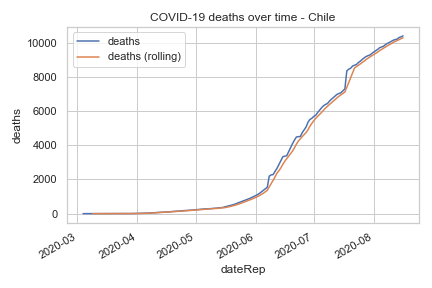 COVID-19 deaths over time - Chile
deaths
deaths (rolling)
10000
8000
6000
4000
2000
0
deaths
2020-03
2020-04
2020-05
2020-06
2020-07
2020-08
dateRep